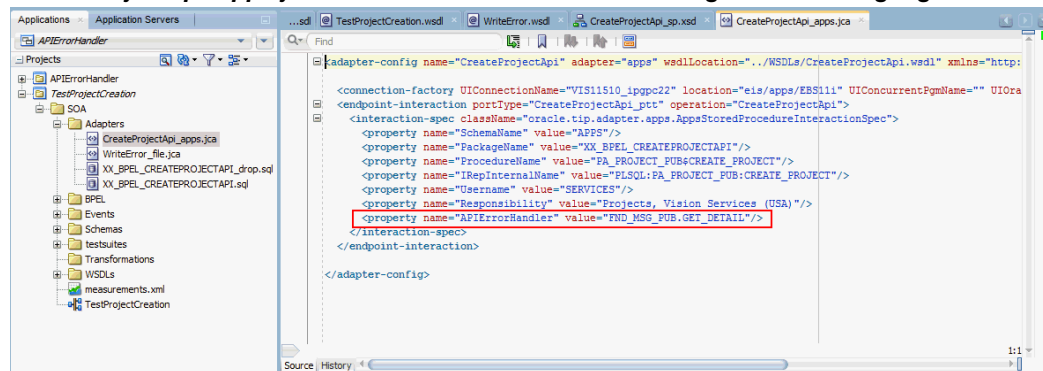 Applications
Application Servers
...sdl
TestProjectCreation.wsdl
WriteError.wsdl
CreateProjectApi_sp.xsd
CreateProjectApi_apps.jca
APIErrorHandler
Find
Projects
<adapter-config name="CreateProjectApi" adapter="apps" wsdlLocation="../WSDLs/CreateProjectApi.wsdl" xmlns="http:
APIErrorHandler
TestProjectCreation
<connection-factory UIConnectionName="VIS11510_ipgpc22" location="eis/apps/EBS11i" UIConcurrentPgmName="" UIOra
SOA
<endpoint-interaction portType="CreateProjectApi_ptt" operation="CreateProjectApi">
Adapters
<interaction-spec className="oracle.tip.adapter.apps.AppsStoredProcedureInteractionSpec">
CreateProjectApi_apps.jca
<property name="SchemaName" value="APPS"/>
WriteError_file.jca
<property name="PackageName" value="XX_BPEL_CREATEPROJECTAPI"/>
XX_BPEL_CREATEPROJECTAPI_drop.sql
<property name="ProcedureName" value="PA_PROJECT_PUB$CREATE_PROJECT"/>
XX_BPEL_CREATEPROJECTAPI.sql
<property name="IRepInternalName" value="PLSQL:PA_PROJECT_PUB:CREATE_PROJECT"/>
BPEL
<property name="Username" value="SERVICES"/>
Events
<property name="Responsibility" value="Projects, Vision Services (USA)"/>
Schemas
<property name="APIErrorHandler" value="FND_MSG_PUB.GET_DETAIL"/>
testsuites
</interaction-spec>
Transformations
</endpoint-interaction>
WSDLs
</adapter-config>
measurements.xml
TestProjectCreation
1:1
Source
History